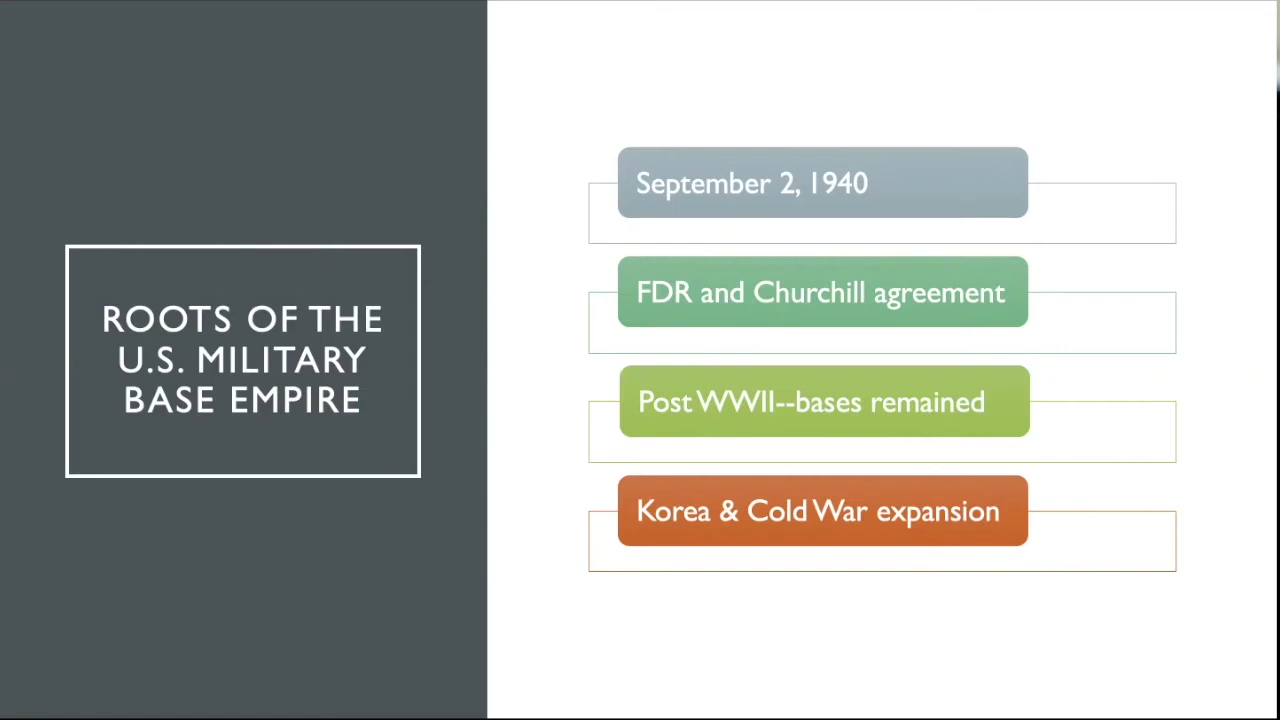 ROOTS OF THE
U.S. MILITARY
BASE EMPIRE
September 2, 1940
FDR and Churchill agreement
Post WWII--bases remained
Korea & Cold War expansion